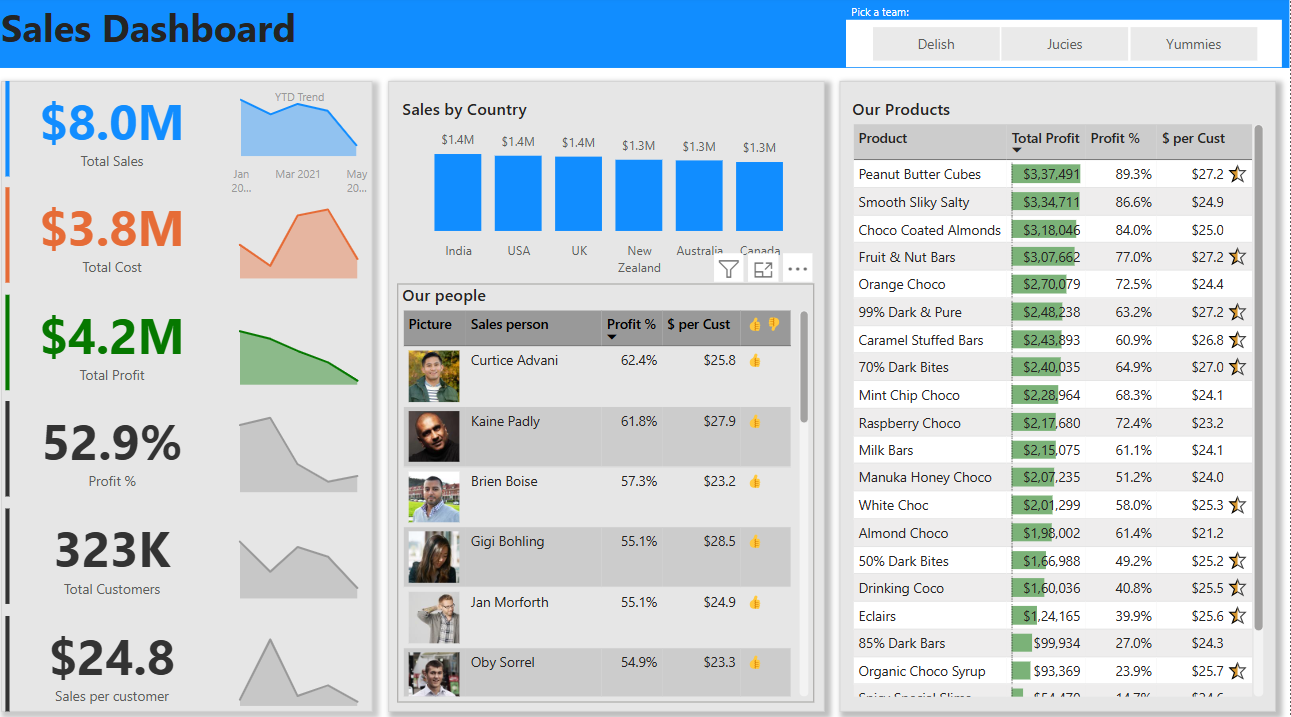 Sales Dashboard
Pick a team:
Delish Jucies Yummies
$8.0M
Total Sales
YTD Trend
Jan 20... Mar 2021 May 20...
$3.8M
Total Cost
$4.2M
Total Profit
52.9%
Profit %
323K
Total Customers
$24.8
Sales per customer
Sales by Country
$1.4M $1.4M $1.4M $1.3M $1.3M $1.3M
India USA UK New Zealand Australia Canada
Our people
Picture Sales person Profit % $ per Cust
Curtice Advani 62.4% $25.8
Kaine Padly 61.8% $27.9
Brien Boise 57.3% $23.2
Gigi Bohling 55.1% $28.5
Jan Morforth 55.1% $24.9
Oby Sorrel 54.9% $23.3
Our Products
Product Total Profit Profit % $ per Cust
Peanut Butter Cubes $3,37,491 89.3% $27.2
Smooth Sliky Salty $3,34,711 86.6% $24.9
Choco Coated Almonds $3,18,046 84.0% $25.0
Fruit & Nut Bars $3,07,662 77.0% $27.2
Orange Choco $2,70,079 72.5% $24.4
99% Dark & Pure $2,48,238 63.2% $27.2
Caramel Stuffed Bars $2,43,893 60.9% $26.8
70% Dark Bites $2,40,035 64.9% $27.0
Mint Chip Choco $2,28,964 68.3% $24.1
Raspberry Choco $2,17,680 72.4% $23.2
Milk Bars $2,15,075 61.1% $24.1
Manuka Honey Choco $2,07,235 51.2% $24.0
White Choc $2,01,299 58.0% $25.3
Almond Choco $1,98,002 61.4% $21.2
50% Dark Bites $1,66,988 49.2% $25.2
Drinking Coco $1,60,036 40.8% $25.5
Eclairs $1,24,165 39.9% $25.6
85% Dark Bars $99,934 27.0% $24.3
Organic Choco Syrup $93,369 23.9% $25.7